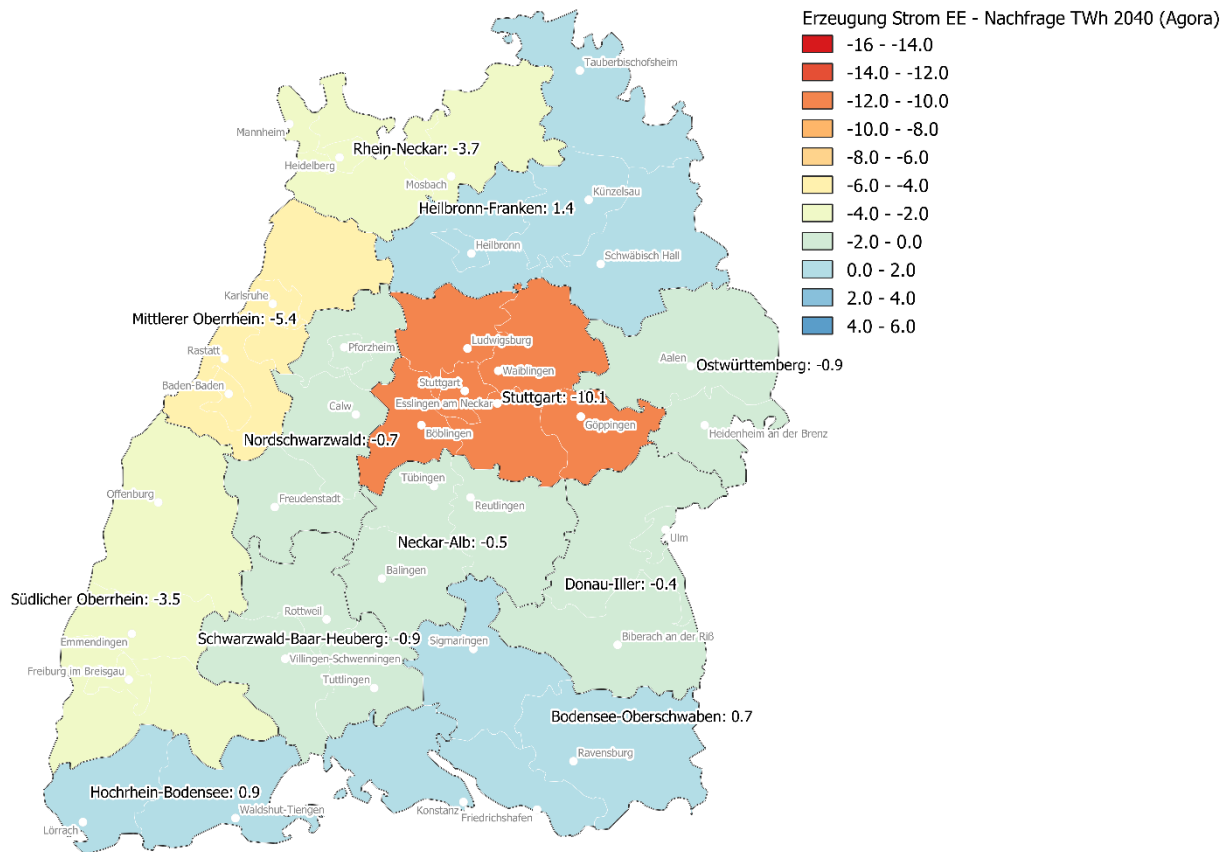 Erzeugung Strom EE - Nachfrage TWh 2040 (Agora)
-16 - -14.0
-14.0 - -12.0
-12.0 - -10.0
-10.0 - -8.0
-8.0 - -6.0
-6.0 - -4.0
-4.0 - -2.0
-2.0 - 0.0
0.0 - 2.0
2.0 - 4.0
4.0 - 6.0
Tauberbischofsheim
Mannheim
Rhein-Neckar: -3.7
Heidelberg
Mosbach
Künzelsau
Heilbronn-Franken: 1.4
Heilbronn
Schwäbisch Hall
Karlsruhe
Mittlerer Oberrhein: -5.4
Pforzheim
Ludwigsburg
Rastatt
Aalen
Ostwürttemberg: -0.9
Waiblingen
Baden-Baden
Stuttgart
Stuttgart: -10.1
Esslingen am Neckar
Calw
Göppingen
Böblingen
Heidenheim an der Brenz
Nordschwarzwald: -0.7
Tübingen
Offenburg
Freudenstadt
Reutlingen
Ulm
Neckar-Alb: -0.5
Balingen
Donau-Iller: -0.4
Südlicher Oberrhein: -3.5
Rottweil
Emmendingen
Schwarzwald-Baar-Heuberg: -0.9
Sigmaringen
Biberach an der Riß
Villingen-Schwenningen
Freiburg im Breisgau
Tuttlingen
Bodensee-Oberschwaben: 0.7
Ravensburg
Hochrhein-Bodensee: 0.9
Waldshut-Tiengen
Konstanz
Friedrichshafen
Lörrach